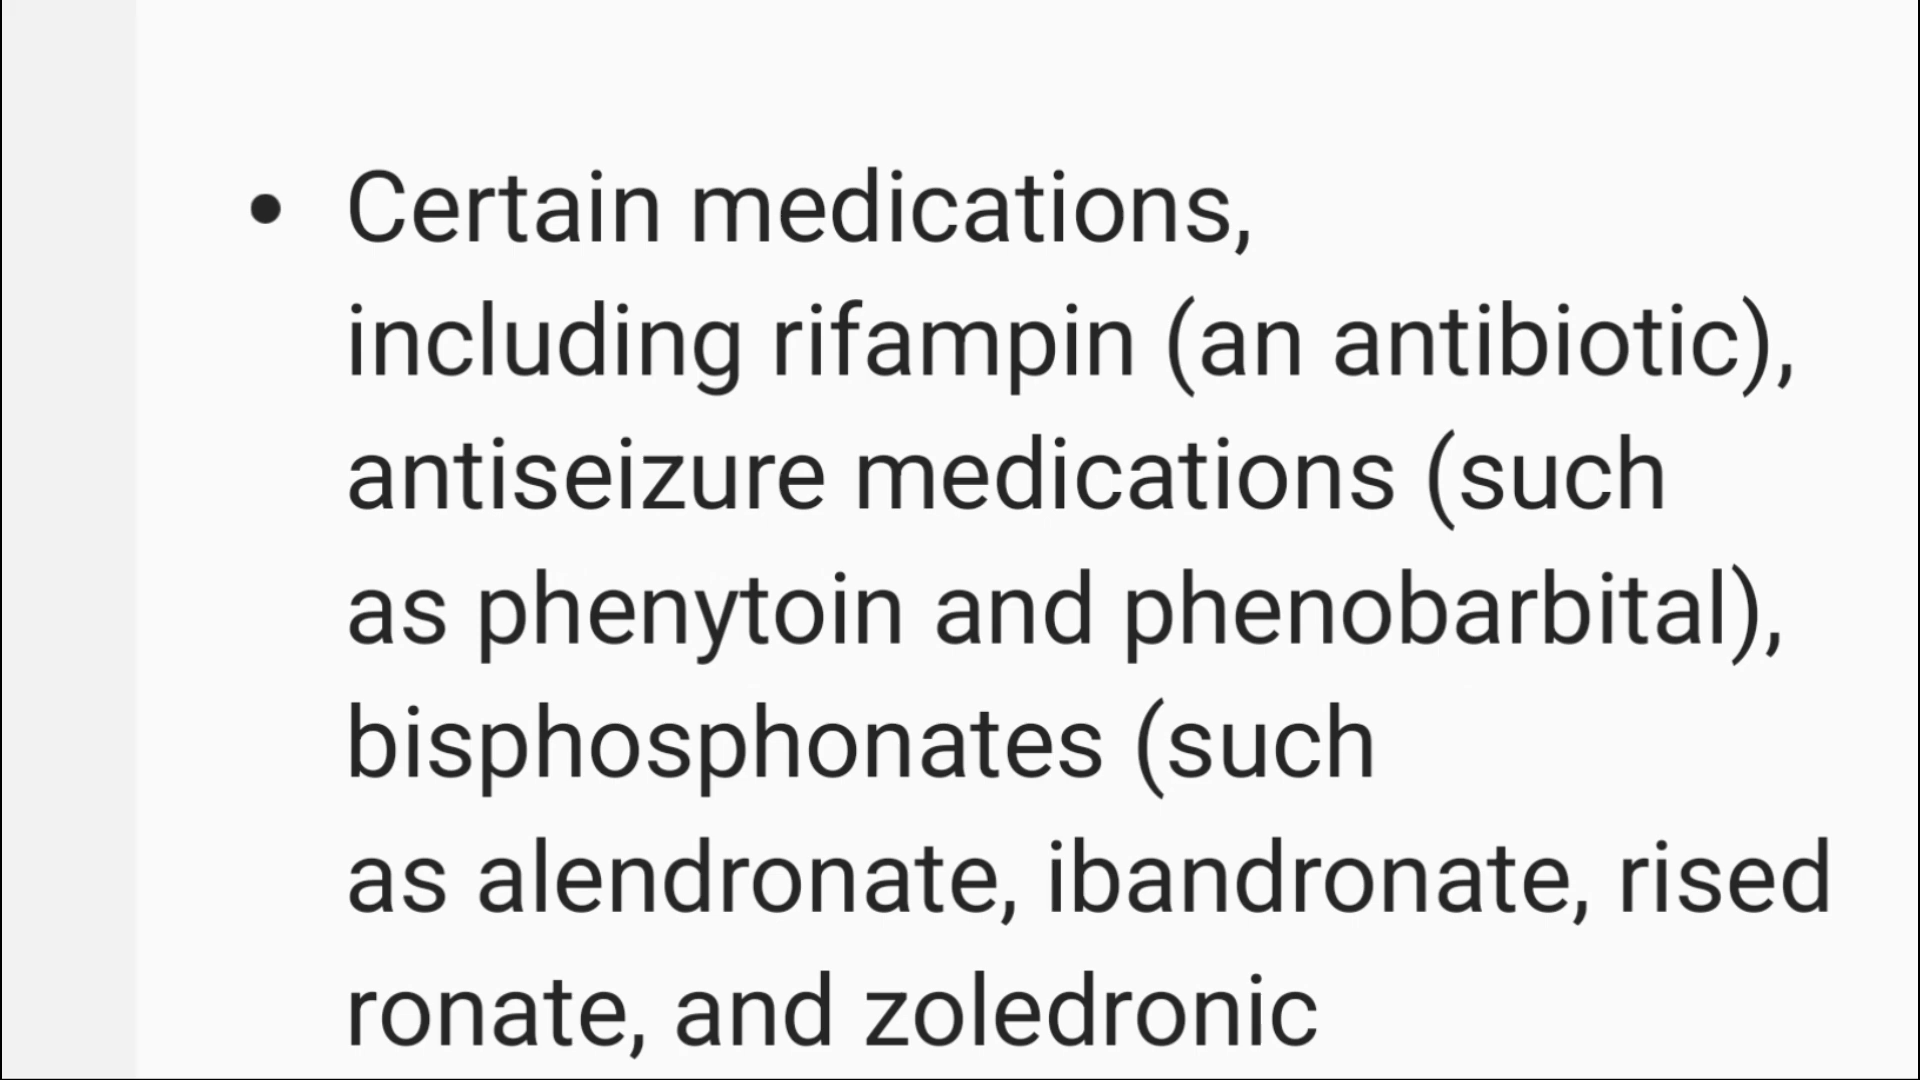 • Certain medications,
including rifampin (an antibiotic),
antiseizure medications (such
as phenytoin and phenobarbital),
bisphosphonates (such
as alendronate, ibandronate, rised
ronate, and zoledronic